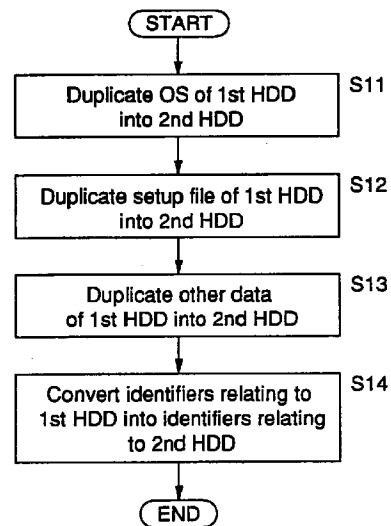 START
Duplicate OS of 1st HDD
into 2nd HDD
S11
Duplicate setup file of 1st HDD
into 2nd HDD
S12
Duplicate other data
of 1st HDD into 2nd HDD
S13
Convert identifiers relating to
1st HDD into identifiers relating
to 2nd HDD
S14
END